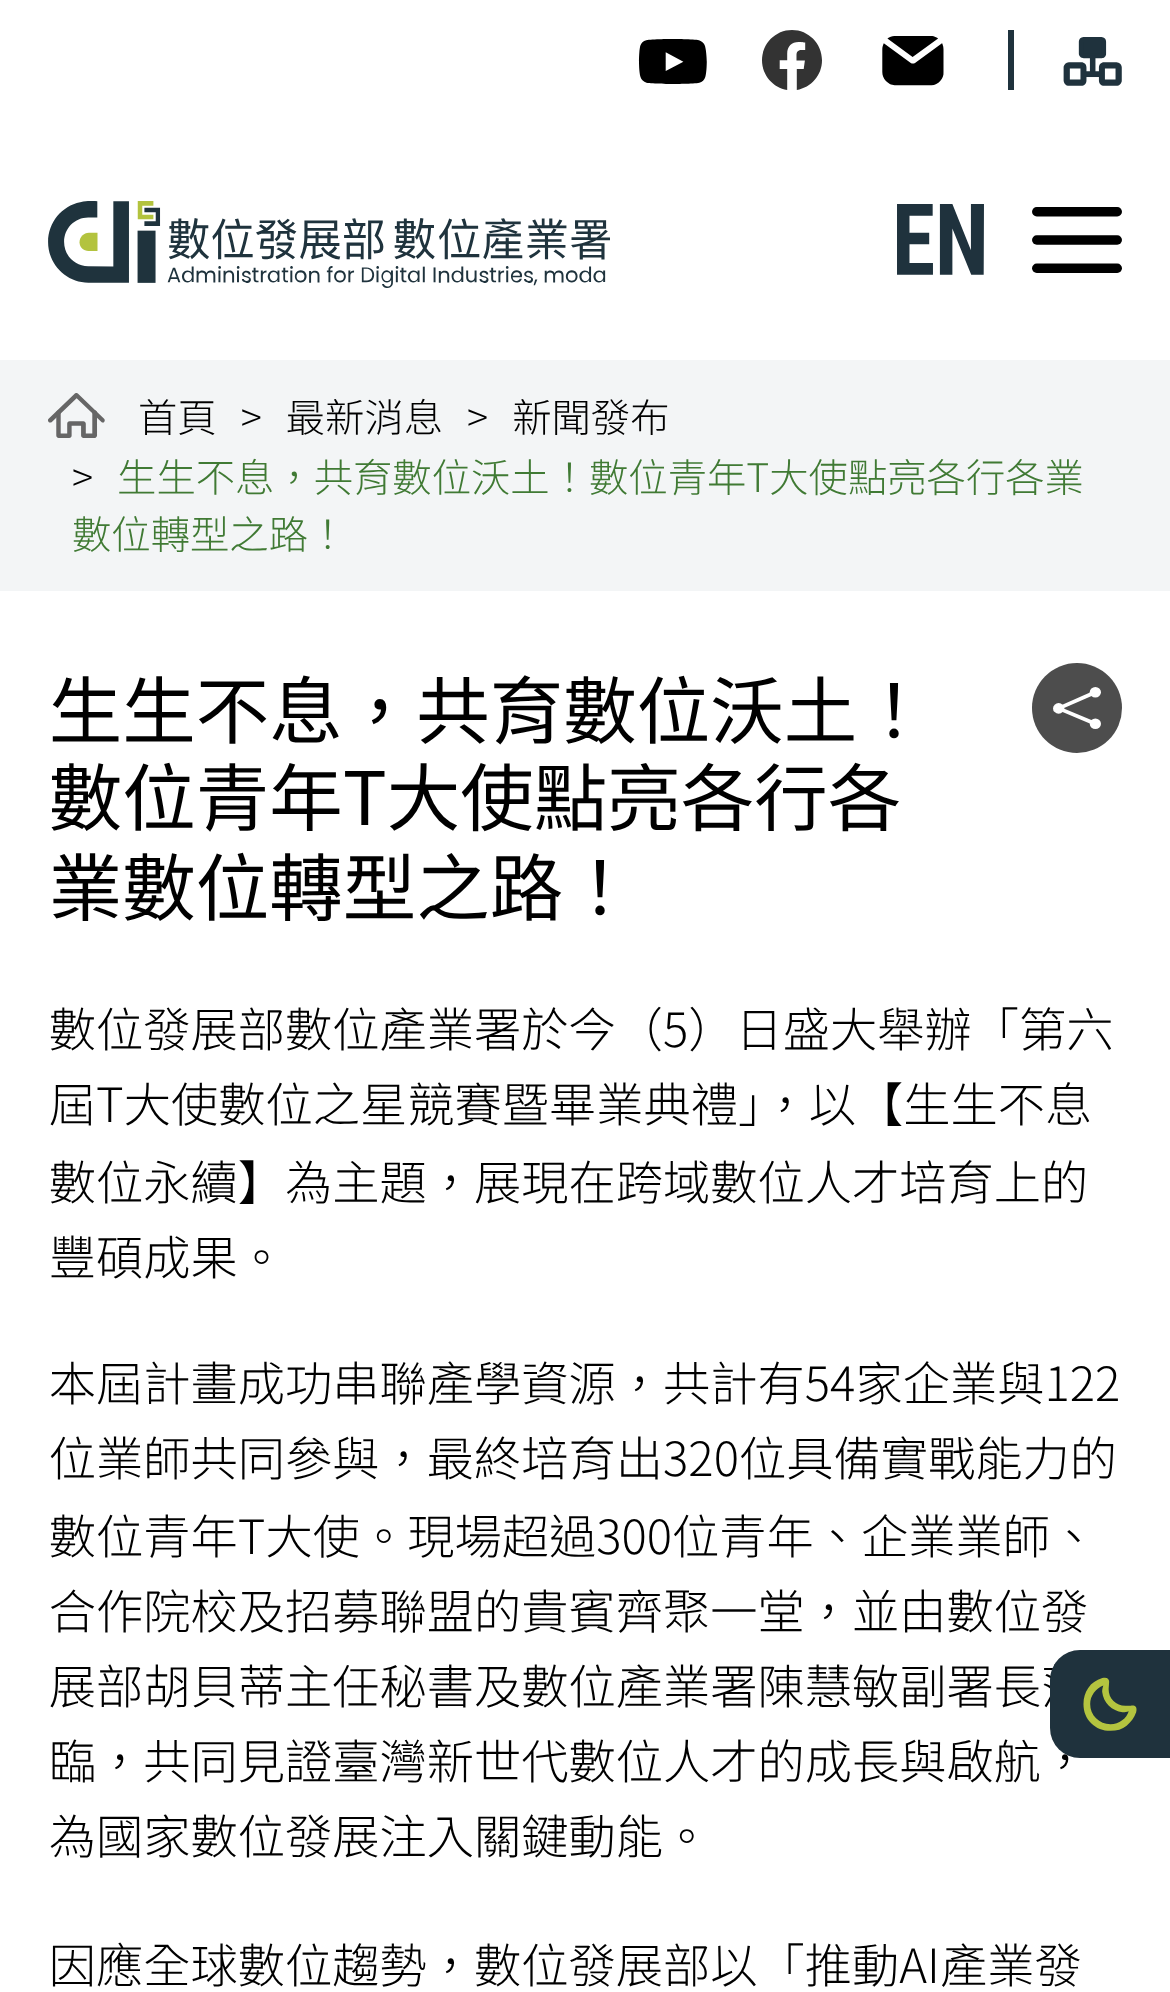 數位發展部 數位產業署
Administration for Digital Industries, moda
EN
首頁 > 最新消息 > 新聞發布
> 生生不息，共育數位沃土！數位青年T大使點亮各行各業
數位轉型之路！
生生不息，共育數位沃土！
數位青年T大使點亮各行各
業數位轉型之路！
數位發展部數位產業署於今（5）日盛大舉辦「第六
屆T大使數位之星競賽暨畢業典禮」，以【生生不息
數位永續】為主題，展現在跨域數位人才培育上的
豐碩成果。
本屆計畫成功串聯產學資源，共計有54家企業與122
位業師共同參與，最終培育出320位具備實戰能力的
數位青年T大使。現場超過300位青年、企業業師、
合作院校及招募聯盟的貴賓齊聚一堂，並由數位發
展部胡貝蒂主任秘書及數位產業署陳慧敏副署長
臨，共同見證臺灣新世代數位人才的成長與啟航，
為國家數位發展注入關鍵動能。
因應全球數位趨勢，數位發展部以「推動AI產業發